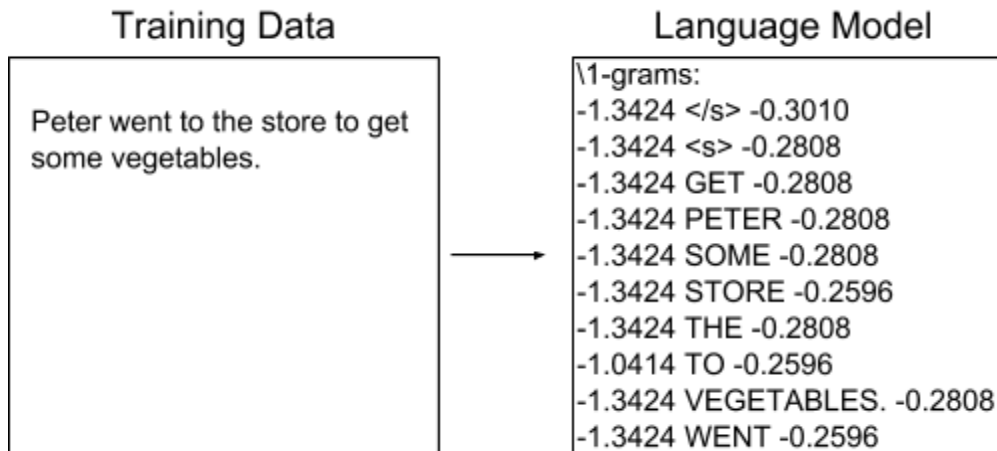 Training Data
Peter went to the store to get
some vegetables.
Language Model
\1-grams:
-1.3424 </s> -0.3010
-1.3424 <s> -0.2808
-1.3424 GET -0.2808
-1.3424 PETER -0.2808
-1.3424 SOME -0.2808
-1.3424 STORE -0.2596
-1.3424 THE -0.2808
-1.0414 TO -0.2596
-1.3424 VEGETABLES. -0.2808
-1.3424 WENT -0.2596